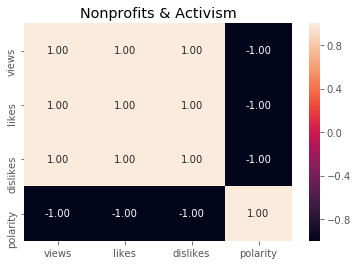 Nonprofits & Activism
views 1.00 1.00 1.00 -1.00
likes 1.00 1.00 1.00 -1.00
dislikes 1.00 1.00 1.00 -1.00
polarity -1.00 -1.00 -1.00 1.00
views likes dislikes polarity
0.8
0.4
0.0
−0.4
−0.8